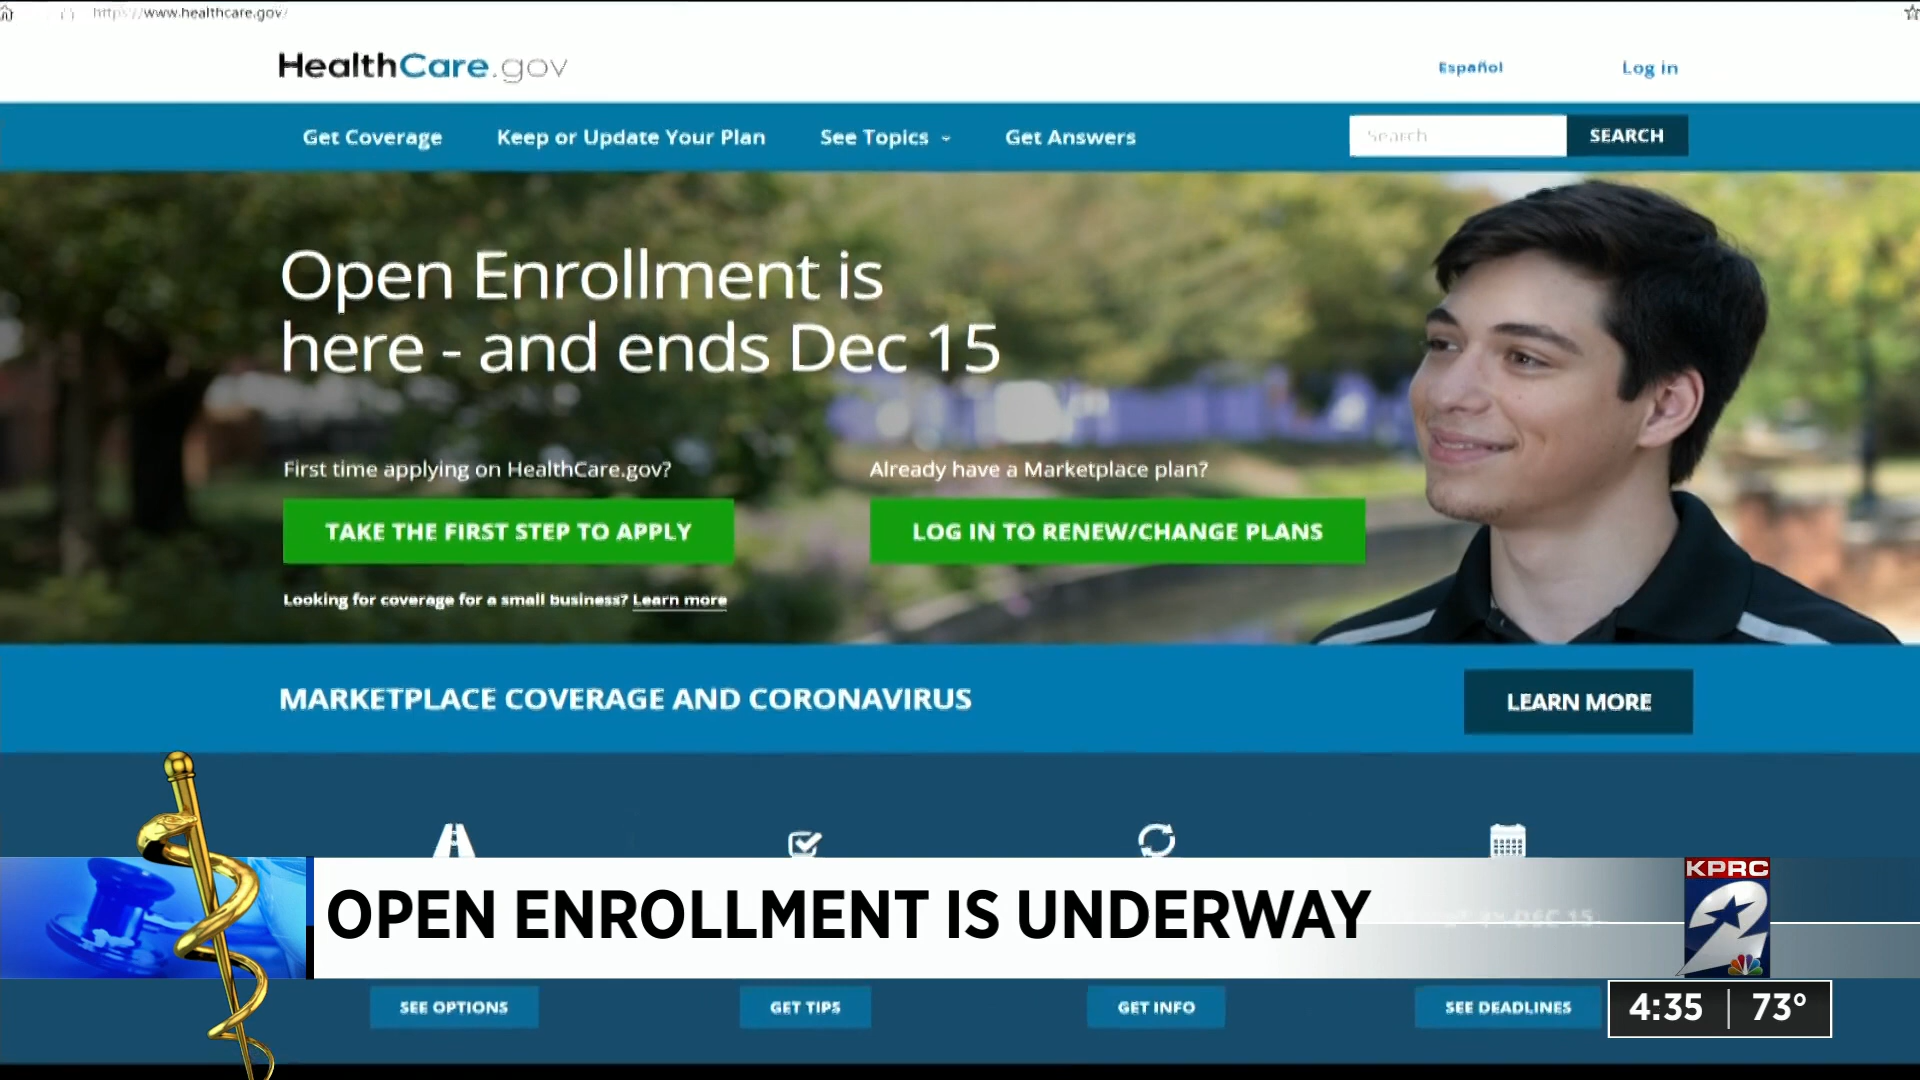 https://www.healthcare.gov
HealthCare.gov
Español
Log in
Get Coverage
Keep or Update Your Plan
See Topics
Get Answers
Search
SEARCH
Open Enrollment is
here - and ends Dec 15
First time applying on HealthCare.gov?
Already have a Marketplace plan?
TAKE THE FIRST STEP TO APPLY
LOG IN TO RENEW/CHANGE PLANS
Looking for coverage for a small business? Learn more
MARKETPLACE COVERAGE AND CORONAVIRUS
LEARN MORE
OPEN ENROLLMENT IS UNDERWAY
DEC 15
KPRC
2
SEE OPTIONS
GET TIPS
GET INFO
SEE DEADLINES
4:35
73°